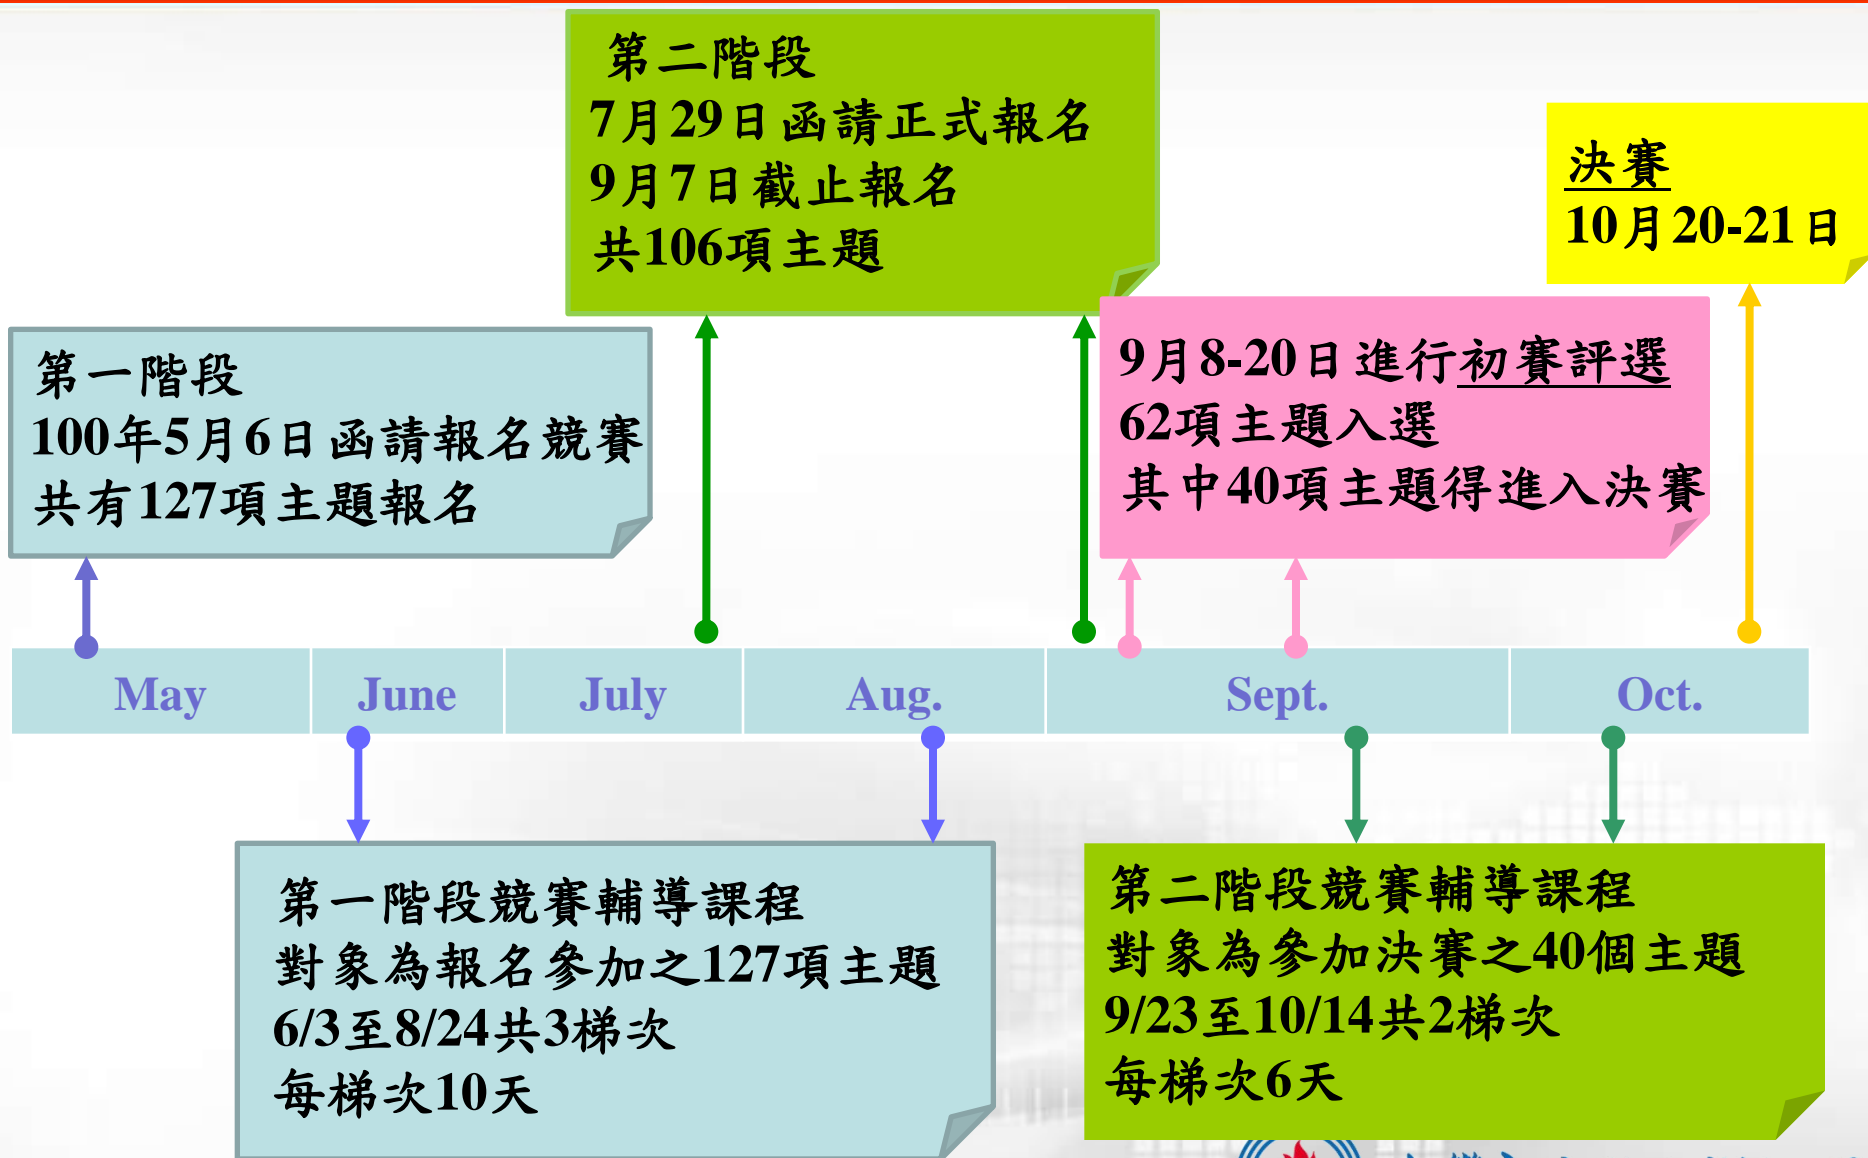 第二階段
7月29日函請正式報名
9月7日截止報名
共106項主題
決賽
10月20-21日
第一階段
100年5月6日函請報名競賽
共有127項主題報名
9月8-20日進行初賽評選
62項主題入選
其中40項主題得進入決賽
May June July Aug. Sept. Oct.
第一階段競賽輔導課程
對象為報名參加之127項主題
6/3至8/24共3梯次
每梯次10天
第二階段競賽輔導課程
對象為參加決賽之40個主題
9/23至10/14共2梯次
每梯次6天